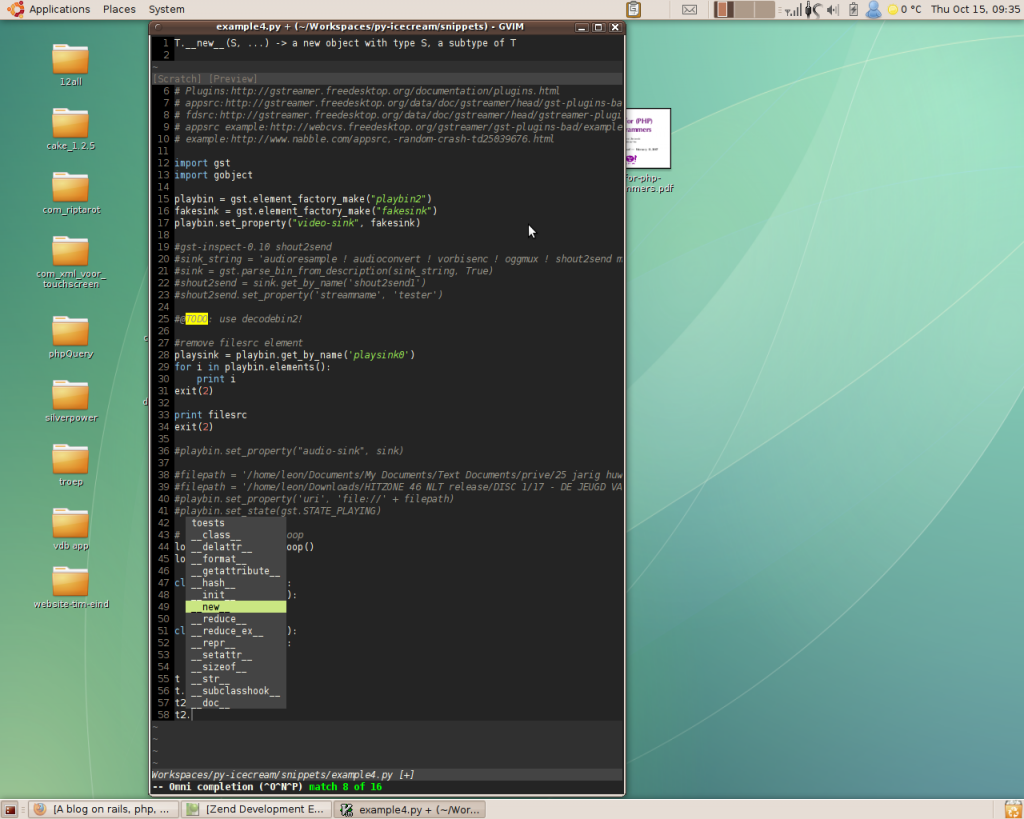 Applications Places System
0 °C Thu Oct 15, 09:35
12all
cake_1.2.5
com_riptarot
com_xml_voor_
touchscreen
phpQuery
silverpower
troep
vdb app
website-tim-eind
example4.py + (~/Workspaces/py-icecream/snippets) - GVIM
1 T.__new__(S, ...) -> a new object with type S, a subtype of T
2
~
[Scratch] [Preview]
6 # Plugins:http://gstreamer.freedesktop.org/documentation/plugins.html
7 # appsrc:http://gstreamer.freedesktop.org/data/doc/gstreamer/head/gst-plugins-ba
8 # fdsrc:http://gstreamer.freedesktop.org/data/doc/gstreamer/head/gstreamer-plugi
9 # appsrc example:http://webcvs.freedesktop.org/gstreamer/gst-plugins-bad/example
10 # example:http://www.nabble.com/appsrc,-random-crash-td25039676.html
11
12 import gst
13 import gobject
14
15 playbin = gst.element_factory_make("playbin2")
16 fakesink = gst.element_factory_make("fakesink")
17 playbin.set_property("video-sink", fakesink)
18
19 #gst-inspect-0.10 shout2send
20 #sink_string = 'audioresample ! audioconvert ! vorbisenc ! oggmux ! shout2send m
21 #sink = gst.parse_bin_from_description(sink_string, True)
22 #shout2send = sink.get_by_name('shout2send1')
23 #shout2send.set_property('streamname', 'tester')
24
25 #@TODO: use decodebin2!
26
27 #remove filesrc element
28 playsink = playbin.get_by_name('playsink0')
29 for i in playbin.elements():
30 print i
31 exit(2)
32
33 print filesrc
34 exit(2)
35
36 #playbin.set_property("audio-sink", sink)
37
38 #filepath = '/home/leon/Documents/My Documents/Text Documents/prive/25 jarig huw
39 #filepath = '/home/leon/Downloads/HITZONE 46 NLT release/DISC 1/17 - DE JEUGD VA
40 #playbin.set_property('uri', 'file://' + filepath)
41 #playbin.set_state(gst.STATE_PLAYING)
42 toests
43 # __class__ oop
44 lo __delattr__ oop()
45 lo __format__
46 __getattribute__
47 cl __hash__ :
48 __init__ ):
49 __new__
50 __reduce__
51 cl __reduce_ex__ ):
52 __repr__ :
53 __setattr__
54 __sizeof__
55 t __str__
56 t. __subclasshook__
57 t2 __doc__
58 t2.
~
~
~
~
Workspaces/py-icecream/snippets/example4.py [+]
-- Omni completion (^O^N^P) match 8 of 16
er (PHP)
rammers
for-php-
mmers.pdf
[A blog on rails, php, ...
[Zend Development E...
example4.py + (~/Wor...